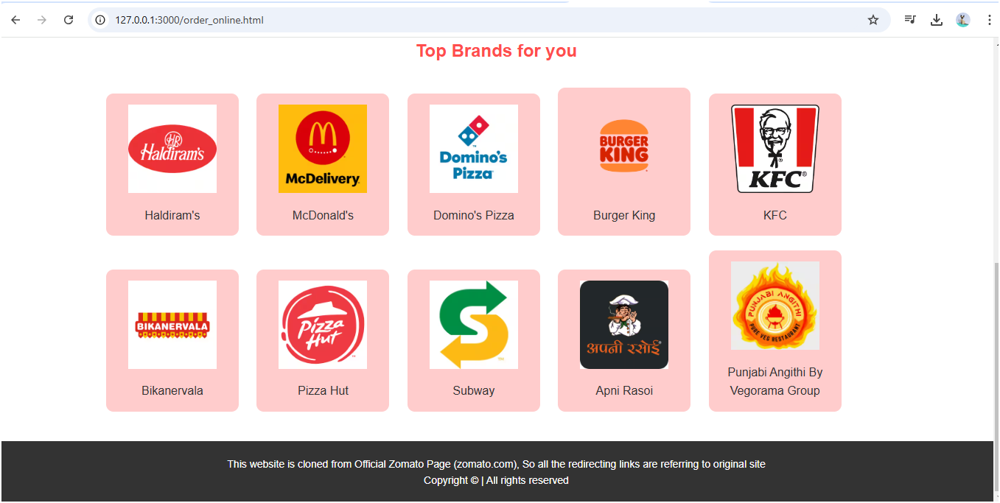 127.0.0.1:3000/order_online.html
Top Brands for you
HR
Haldiram's
McDelivery
Domino's
Pizza
BURGER
KING
KFC®
Haldiram's
McDonald's
Domino's Pizza
Burger King
KFC
BIKANERVALA
Pizza
Hut
अपनी रसोई
PUNJABI ANGITHI
PURE VEG RESTAURANT
Bikanervala
Pizza Hut
Subway
Apni Rasoi
Punjabi Angithi By
Vegorama Group
This website is cloned from Official Zomato Page (zomato.com), So all the redirecting links are referring to original site
Copyright © | All rights reserved